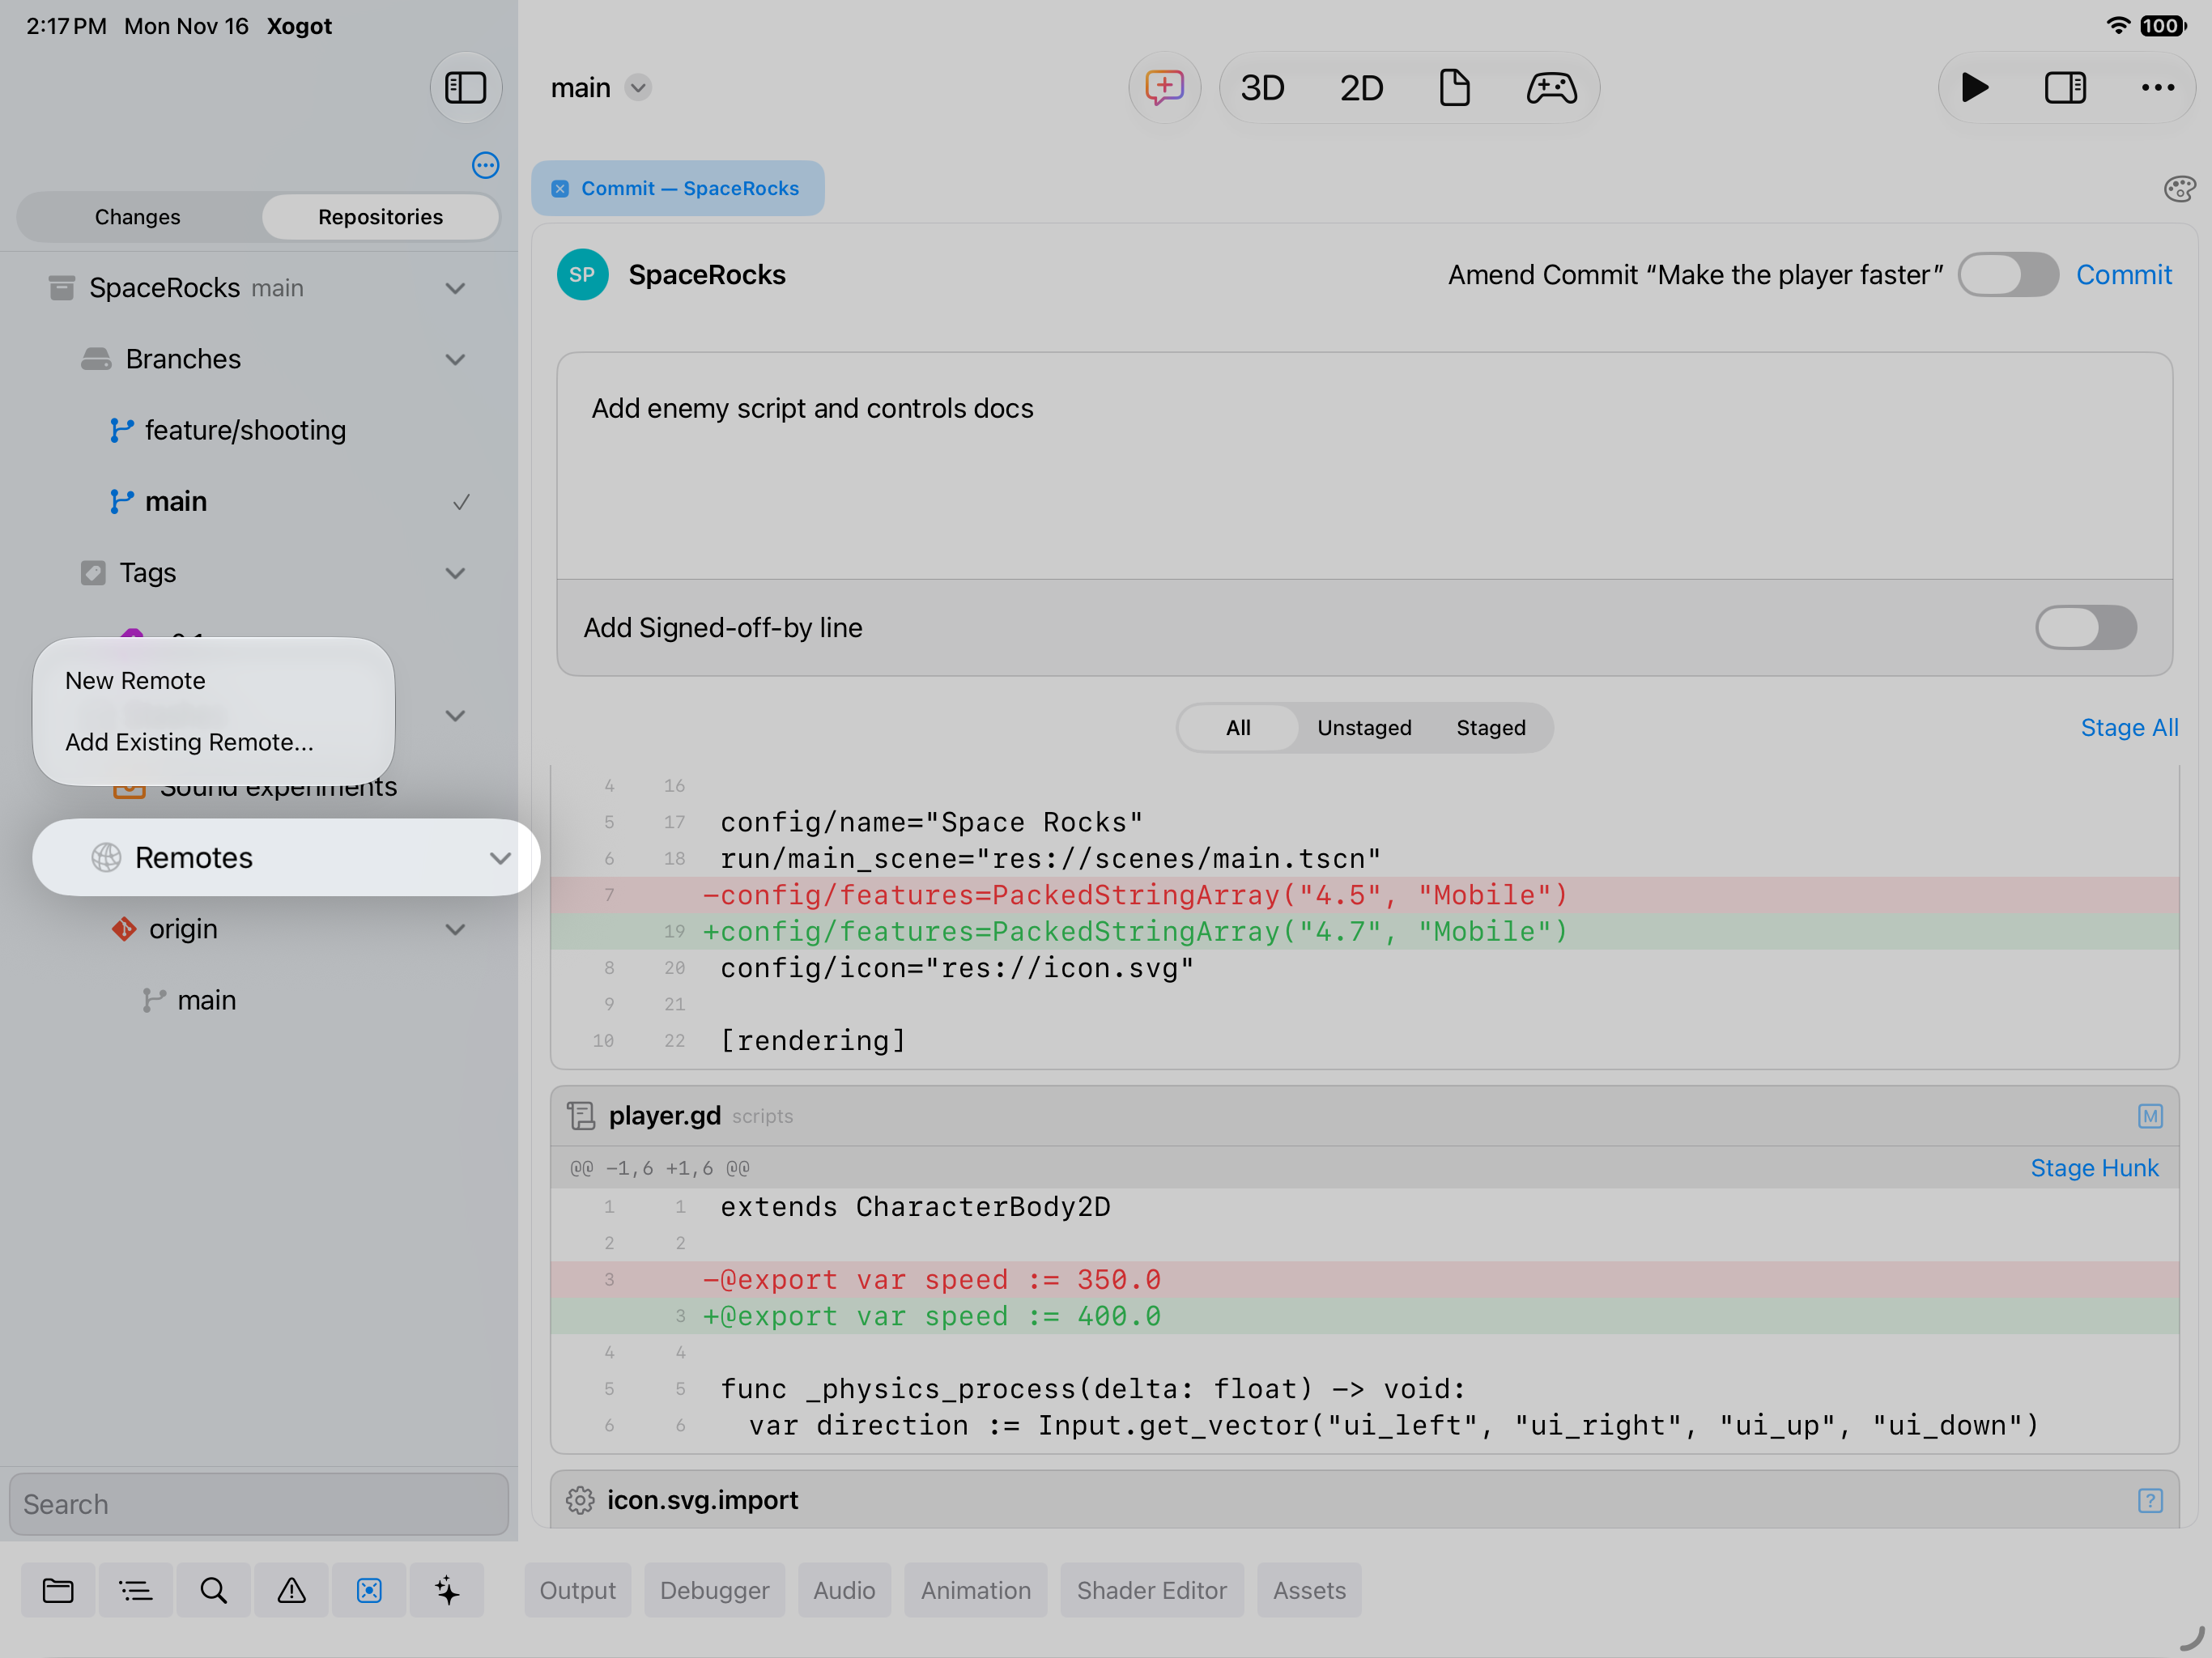 2:17 PM Mon Nov 16 Xogot
100
main
3D
2D
Changes
Repositories
Commit — SpaceRocks
SpaceRocks main
Branches
feature/shooting
main
Tags
New Remote
Add Existing Remote...
Sound experiments
Remotes
origin
main
Search
SP
SpaceRocks
Amend Commit “Make the player faster”
Commit
Add enemy script and controls docs
Add Signed-off-by line
All
Unstaged
Staged
Stage All
4 16
5 17 config/name="Space Rocks"
6 18 run/main_scene="res://scenes/main.tscn"
7 -config/features=PackedStringArray("4.5", "Mobile")
19 +config/features=PackedStringArray("4.7", "Mobile")
8 20 config/icon="res://icon.svg"
9 21
10 22 [rendering]
player.gd scripts
M
@@ -1,6 +1,6 @@
Stage Hunk
1 1 extends CharacterBody2D
2 2
3 -@export var speed := 350.0
3 +@export var speed := 400.0
4 4
5 5 func _physics_process(delta: float) -> void:
6 6 var direction := Input.get_vector("ui_left", "ui_right", "ui_up", "ui_down")
icon.svg.import
?
Output
Debugger
Audio
Animation
Shader Editor
Assets